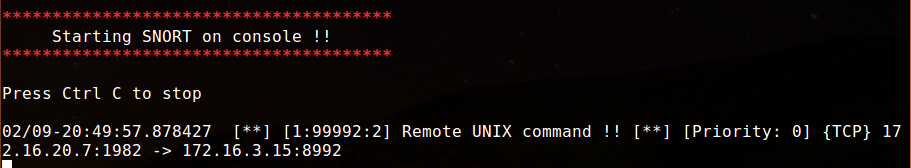 ***************************************
Starting SNORT on console !!
***************************************
Press Ctrl C to stop
02/09-20:49:57.878427  [**] [1:99992:2] Remote UNIX command !! [**] [Priority: 0] {TCP} 17
2.16.20.7:1982 -> 172.16.3.15:8992